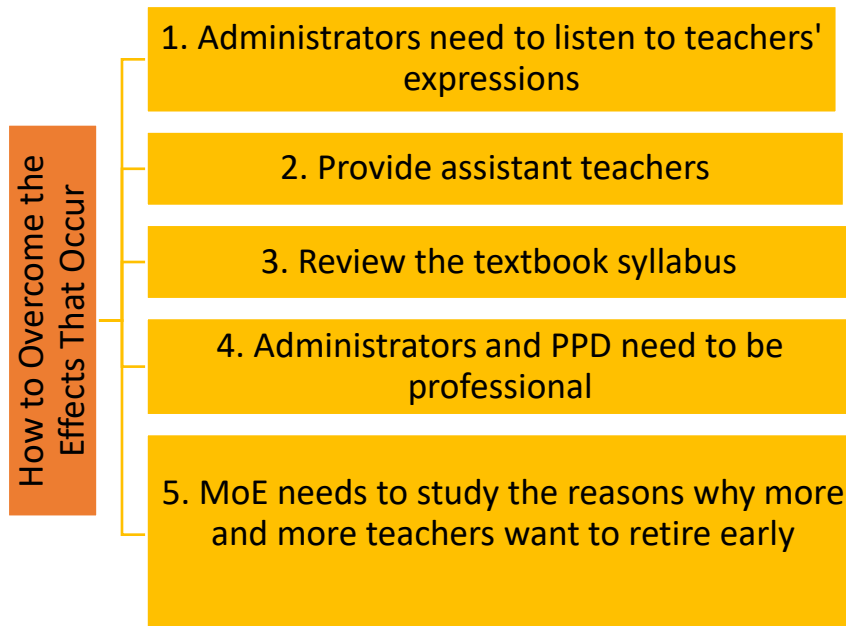 How to Overcome the
Effects That Occur
1. Administrators need to listen to teachers'
expressions
2. Provide assistant teachers
3. Review the textbook syllabus
4. Administrators and PPD need to be
professional
5. MoE needs to study the reasons why more
and more teachers want to retire early